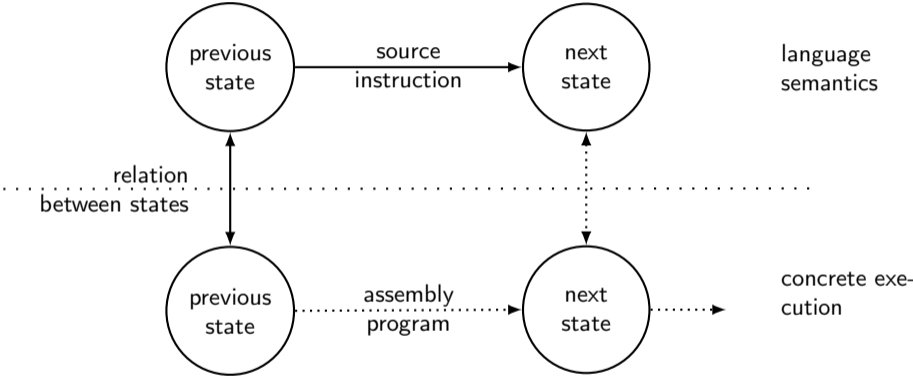 previous
state
source
instruction
next
state
language
semantics
relation
between states
previous
state
assembly
program
next
state
concrete exe-
cution